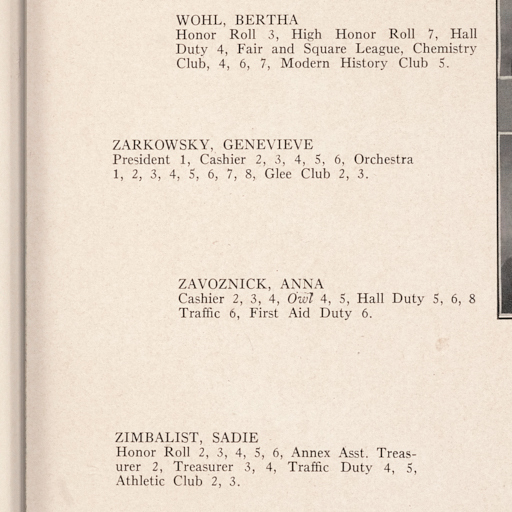 WOHL, BERTHA
Honor Roll 3, High Honor Roll 7, Hall
Duty 4, Fair and Square League, Chemistry
Club, 4, 6, 7, Modern History Club 5.
ZARKOWSKY, GENEVIEVE
President 1, Cashier 2, 3, 4, 5, 6, Orchestra
1, 2, 3, 4, 5, 6, 7, 8, Glee Club 2, 3.
ZAVOZNICK, ANNA
Cashier 2, 3, 4, Owl 4, 5, Hall Duty 5, 6, 8
Traffic 6, First Aid Duty 6.
ZIMBALIST, SADIE
Honor Roll 2, 3, 4, 5, 6, Annex Asst. Treas-
urer 2, Treasurer 3, 4, Traffic Duty 4, 5,
Athletic Club 2, 3.